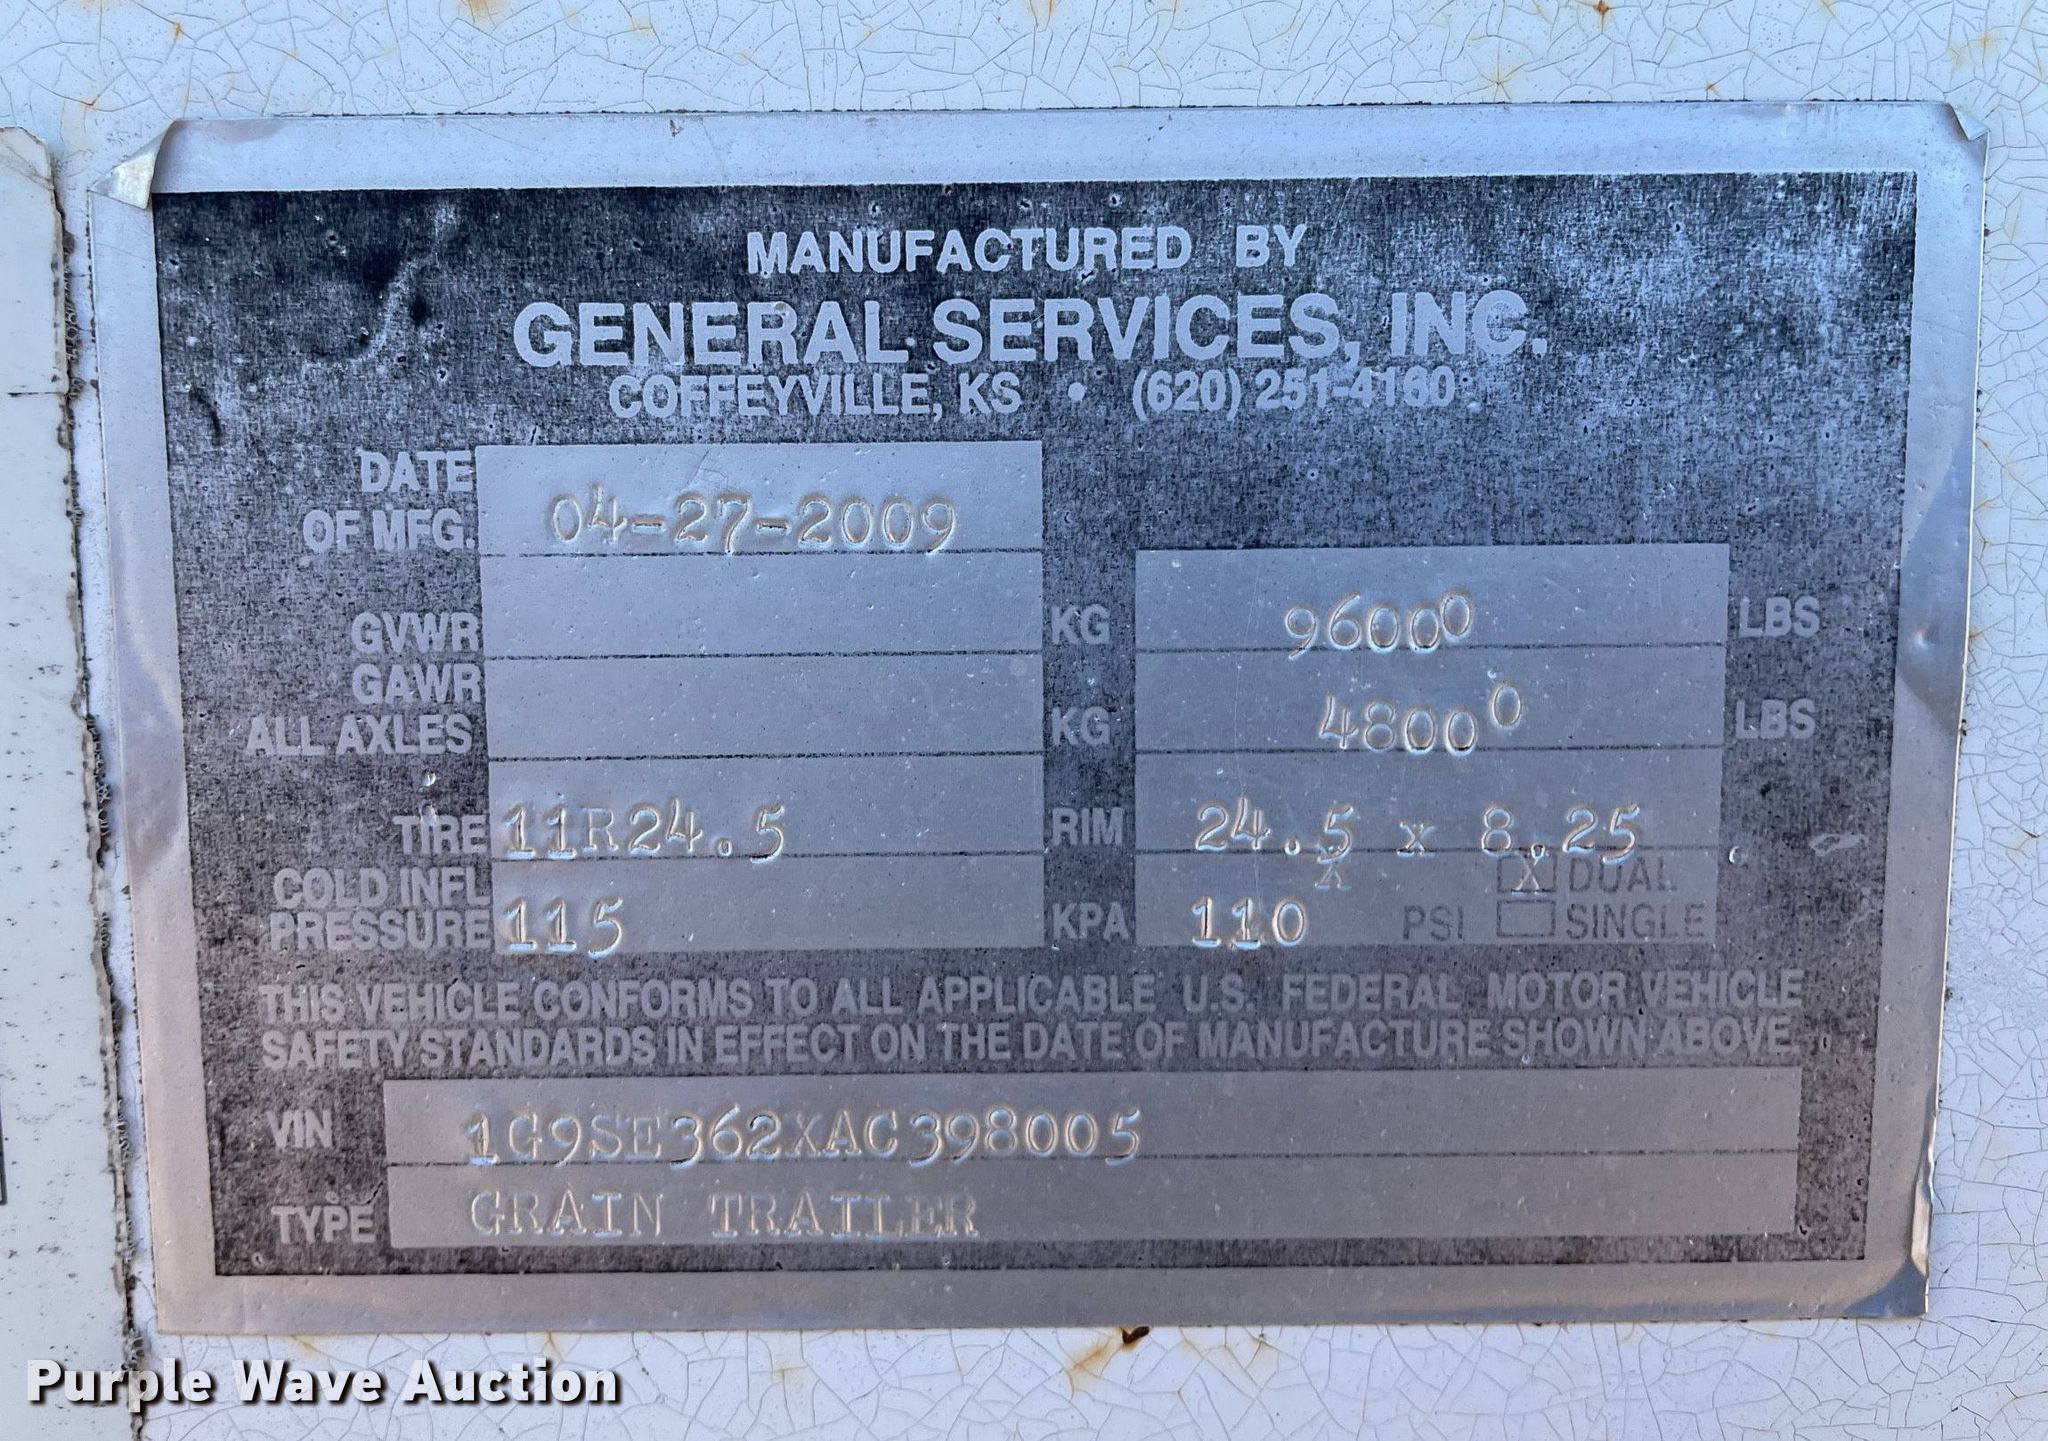 MANUFACTURED BY
GENERAL SERVICES, INC.
COFFEYVILLE, KS • (620) 251-4160
DATE
OF MFG. 04-27-2009
GVWR KG 96000 LBS
GAWR
ALL AXLES KG 48000 LBS
TIRE 11R24.5 RIM 24.5 x 8.25
x X DUAL
COLD INFL
PRESSURE 115 KPA 110 PSI SINGLE
THIS VEHICLE CONFORMS TO ALL APPLICABLE U.S. FEDERAL MOTOR VEHICLE
SAFETY STANDARDS IN EFFECT ON THE DATE OF MANUFACTURE SHOWN ABOVE.
VIN 1G9SE362XAC398005
TYPE GRAIN TRAILER
Purple Wave Auction